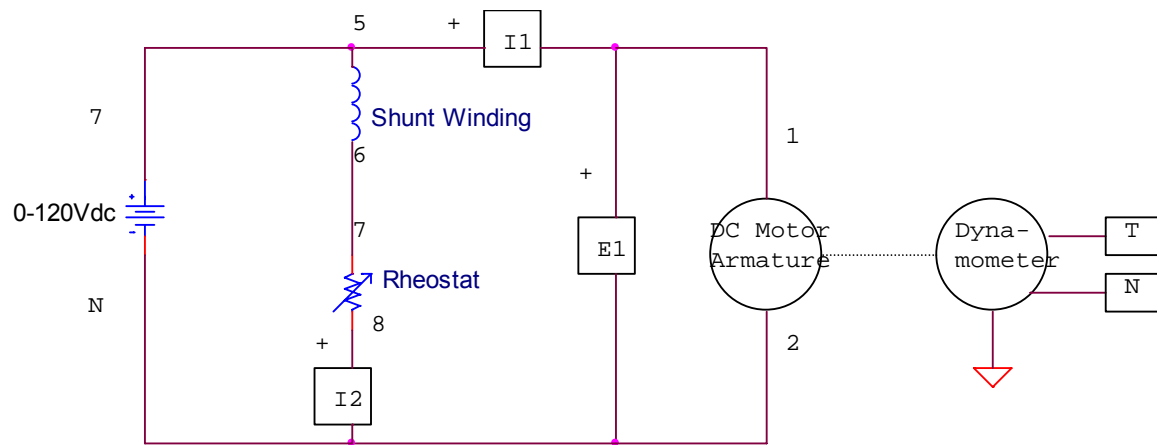 5
+
I1
7
Shunt Winding
6
+
1
0-120Vdc
+
-
7
E1
DC Motor
Armature
Dyna-
mometer
T
N
Rheostat
N
8
+
2
I2